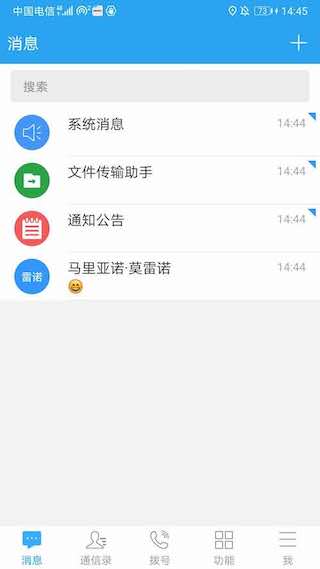 中国电信 73 14:45
消息
搜索
系统消息 14:44
文件传输助手 14:44
通知公告 14:44
雷诺 马里亚诺·莫雷诺 14:44
消息 通信录 拨号 功能 我